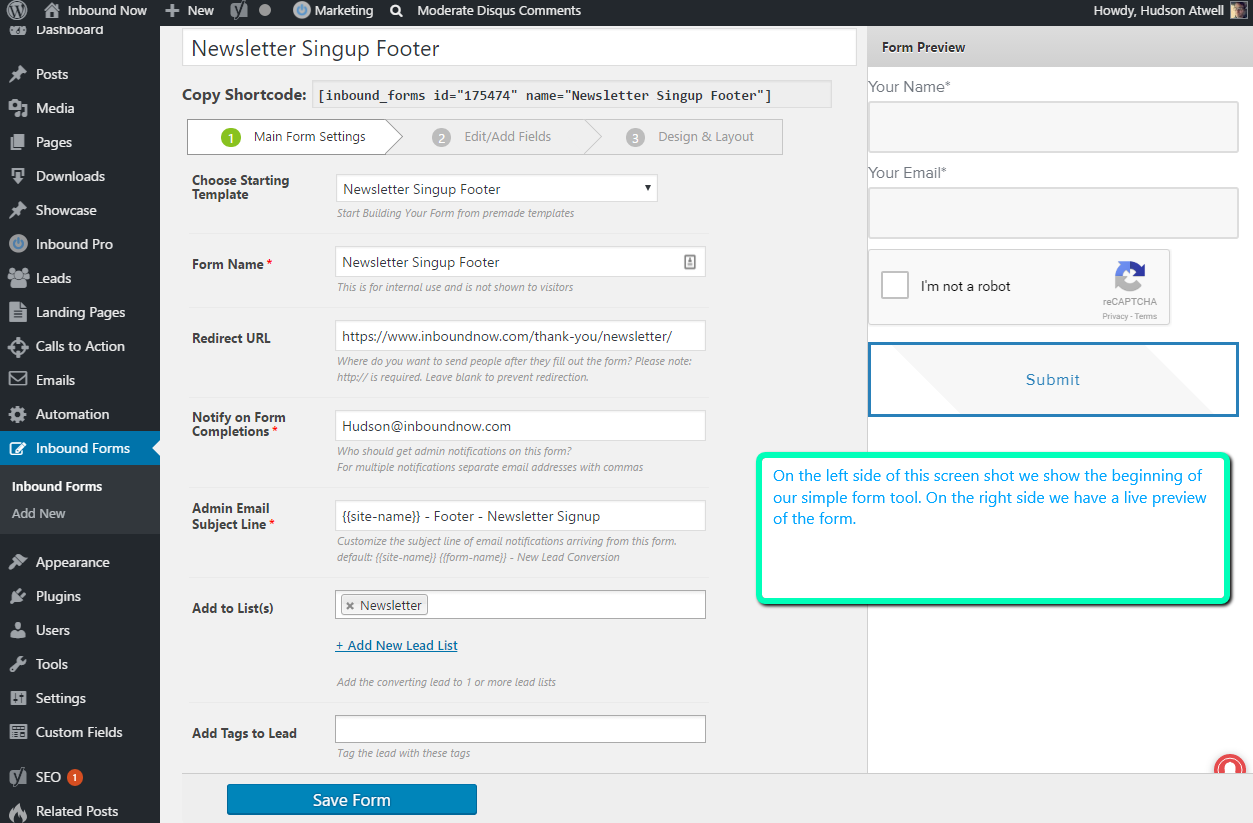 Inbound Now
New
Marketing
Moderate Disqus Comments
Howdy, Hudson Atwell
Dashboard
Posts
Media
Pages
Downloads
Showcase
Inbound Pro
Leads
Landing Pages
Calls to Action
Emails
Automation
Inbound Forms
Inbound Forms
Add New
Appearance
Plugins
Users
Tools
Settings
Custom Fields
SEO 1
Related Posts
Newsletter Singup Footer
Copy Shortcode: [inbound_forms id="175474" name="Newsletter Singup Footer"]
1 Main Form Settings 2 Edit/Add Fields 3 Design & Layout
Choose Starting
Template
Newsletter Singup Footer
Start Building Your Form from premade templates
Form Name *
Newsletter Singup Footer
This is for internal use and is not shown to visitors
Redirect URL
https://www.inboundnow.com/thank-you/newsletter/
Where do you want to send people after they fill out the form? Please note:
http:// is required. Leave blank to prevent redirection.
Notify on Form
Completions *
Hudson@inboundnow.com
Who should get admin notifications on this form?
For multiple notifications separate email addresses with commas
Admin Email
Subject Line *
{{site-name}} - Footer - Newsletter Signup
Customize the subject line of email notifications arriving from this form.
default: {{site-name}} {{form-name}} - New Lead Conversion
Add to List(s)
× Newsletter
+ Add New Lead List
Add the converting lead to 1 or more lead lists
Add Tags to Lead
Tag the lead with these tags
Save Form
Form Preview
Your Name*
Your Email*
I'm not a robot
reCAPTCHA
Privacy - Terms
Submit
On the left side of this screen shot we show the beginning of
our simple form tool. On the right side we have a live preview
of the form.